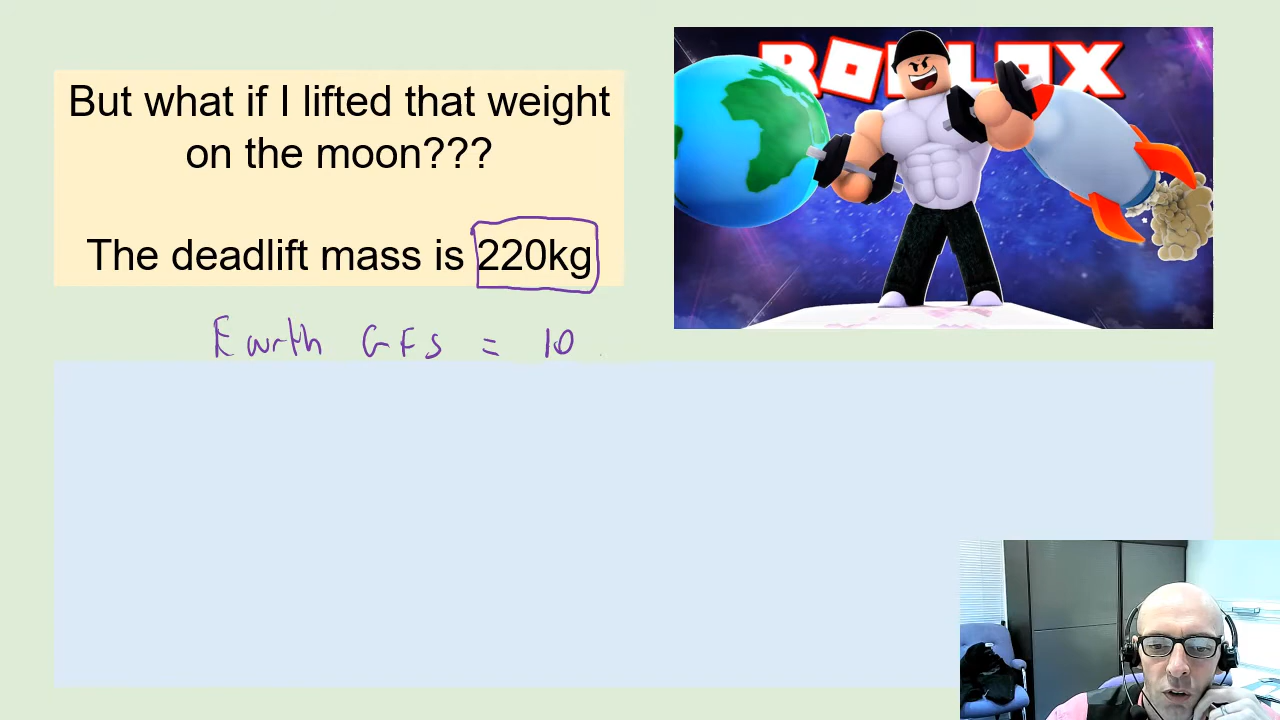 But what if I lifted that weight
on the moon???
The deadlift mass is 220kg
Earth GFS = 10
ROBLOX